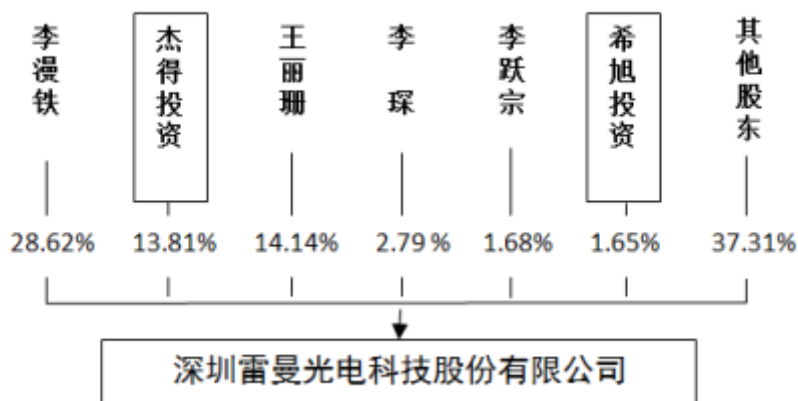 李漫铁
杰得投资
王丽珊
李 琛
李跃宗
希旭投资
其他股东
28.62%
13.81%
14.14%
2.79 %
1.68%
1.65%
37.31%
深圳雷曼光电科技股份有限公司